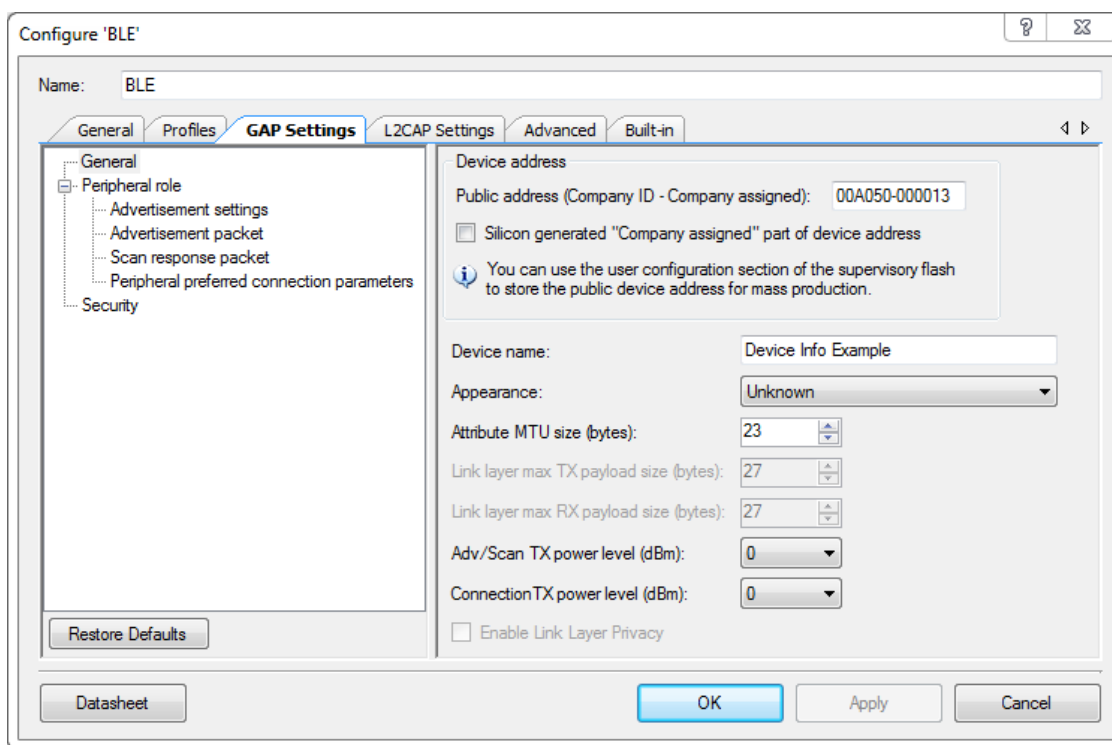 Configure 'BLE'
Name: BLE
General Profiles GAP Settings L2CAP Settings Advanced Built-in
General
Peripheral role
Advertisement settings
Advertisement packet
Scan response packet
Peripheral preferred connection parameters
Security
Restore Defaults
Device address
Public address (Company ID - Company assigned): 00A050-000013
Silicon generated "Company assigned" part of device address
You can use the user configuration section of the supervisory flash
to store the public device address for mass production.
Device name: Device Info Example
Appearance: Unknown
Attribute MTU size (bytes): 23
Link layer max TX payload size (bytes): 27
Link layer max RX payload size (bytes): 27
Adv/Scan TX power level (dBm): 0
Connection TX power level (dBm): 0
Enable Link Layer Privacy
Datasheet OK Apply Cancel